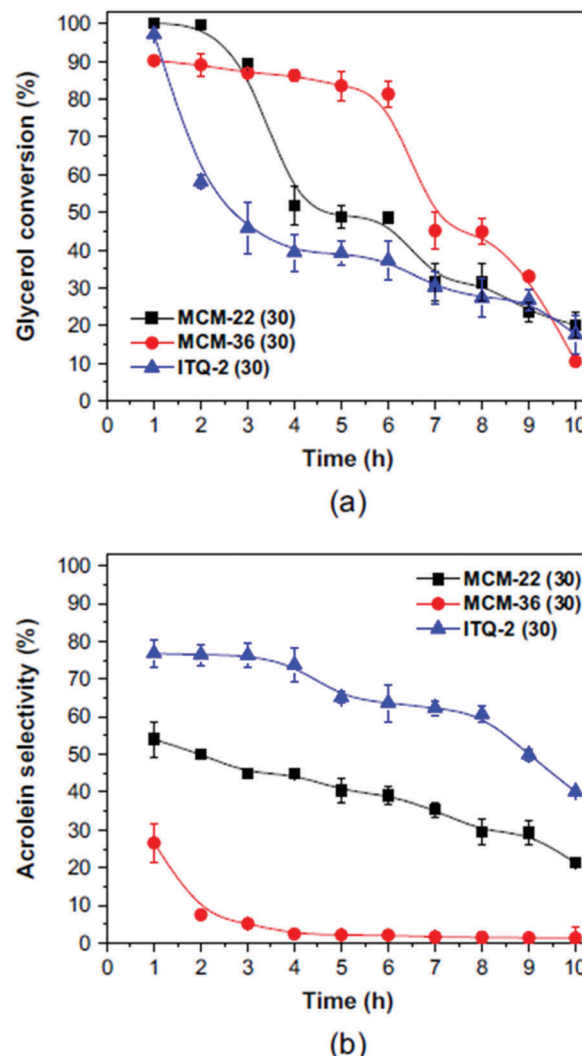 100
90
80
70
60
50
40
30
20
10
0
Glycerol conversion (%)
MCM-22 (30)
MCM-36 (30)
ITQ-2 (30)
0 1 2 3 4 5 6 7 8 9 10
Time (h)
(a)
100
90
80
70
60
50
40
30
20
10
0
Acrolein selectivity (%)
MCM-22 (30)
MCM-36 (30)
ITQ-2 (30)
0 1 2 3 4 5 6 7 8 9 10
Time (h)
(b)